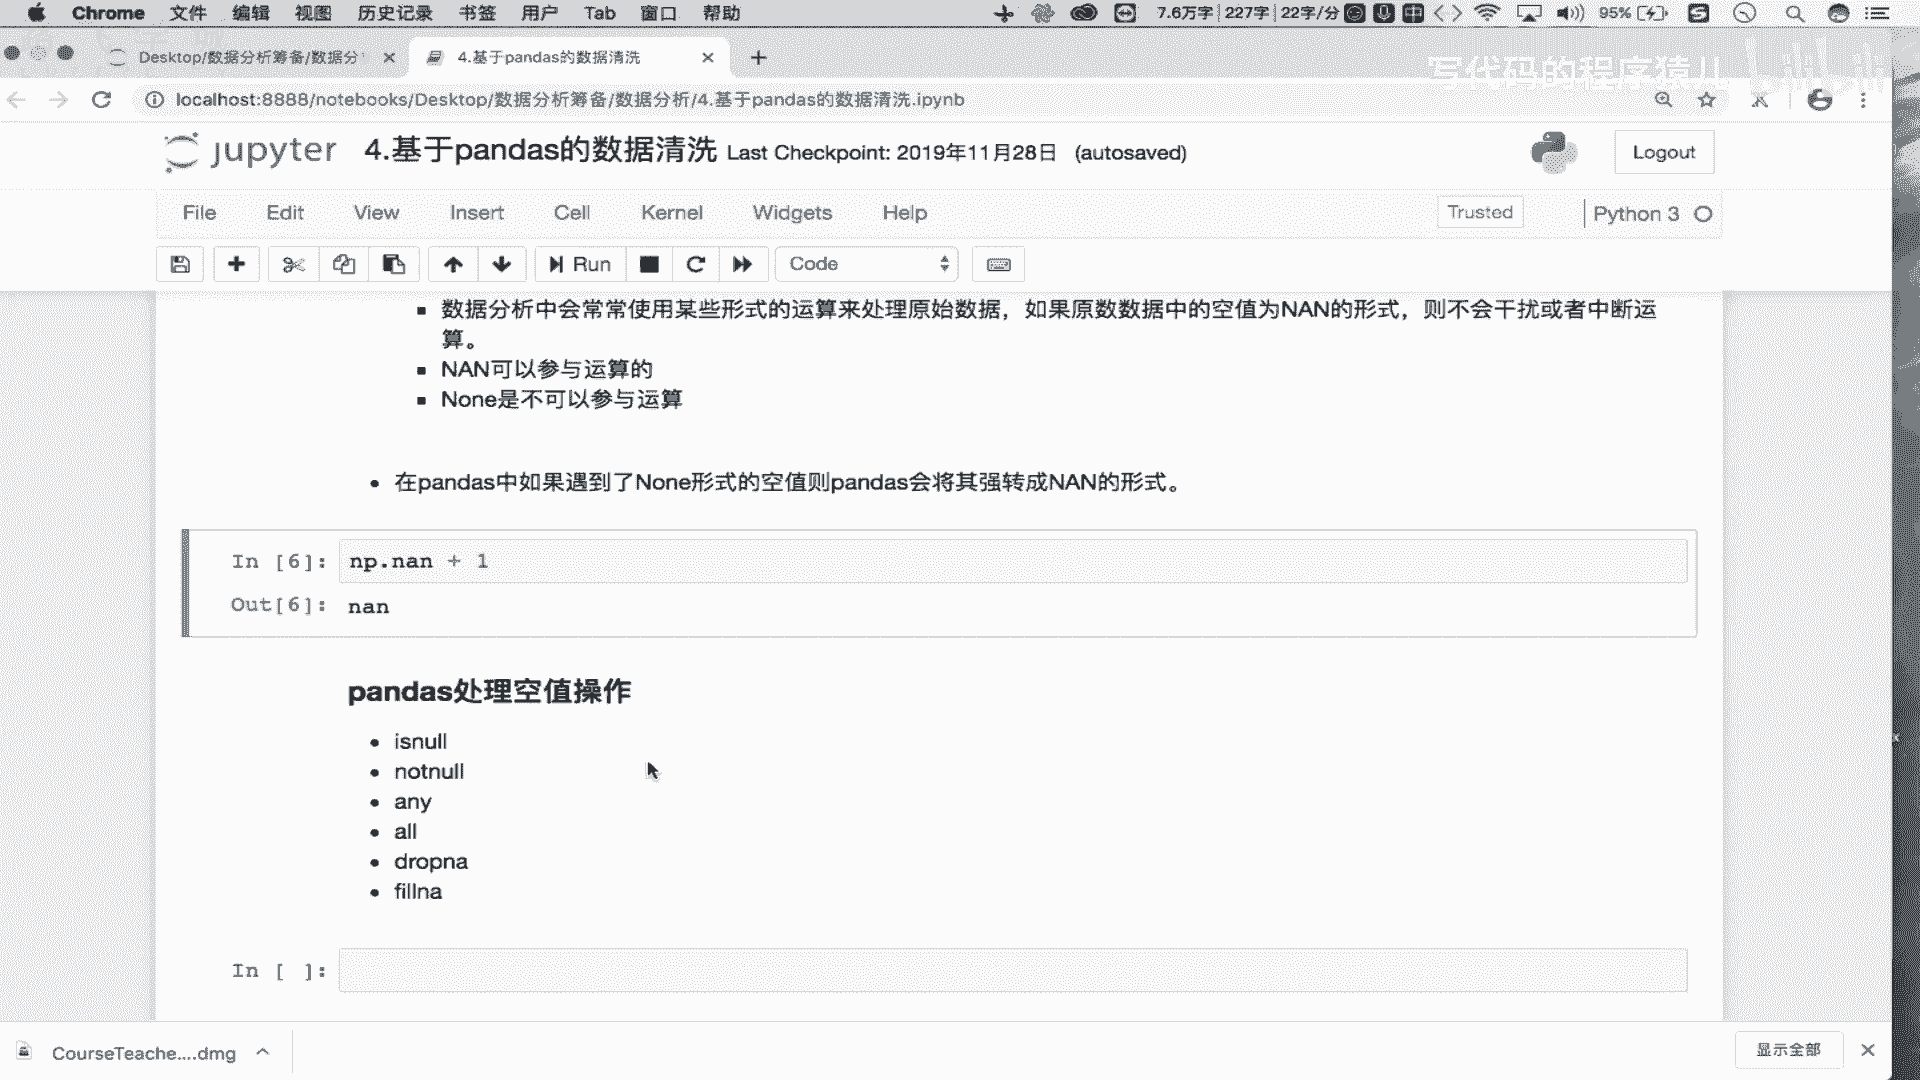 Chrome 文件 编辑 视图 历史记录 书签 用户 Tab 窗口 帮助 7.6万字 227字 22字/分 中 95%
Desktop/数据分析筹备/数据分 4.基于pandas的数据清洗
写代码的程序猿儿 bilibili
localhost:8888/notebooks/Desktop/数据分析筹备/数据分析/4.基于pandas的数据清洗.ipynb
jupyter 4.基于pandas的数据清洗 Last Checkpoint: 2019年11月28日 (autosaved) Logout
File Edit View Insert Cell Kernel Widgets Help Trusted Python 3
Run Code
数据分析中会常常使用某些形式的运算来处理原始数据，如果原数数据中的空值为NAN的形式，则不会干扰或者中断运
算。
NAN可以参与运算的
None是不可以参与运算
在pandas中如果遇到了None形式的空值则pandas会将其强转成NAN的形式。
In [6]: np.nan + 1
Out[6]: nan
pandas处理空值操作
isnull
notnull
any
all
dropna
fillna
In [ ]:
CourseTeache....dmg 显示全部